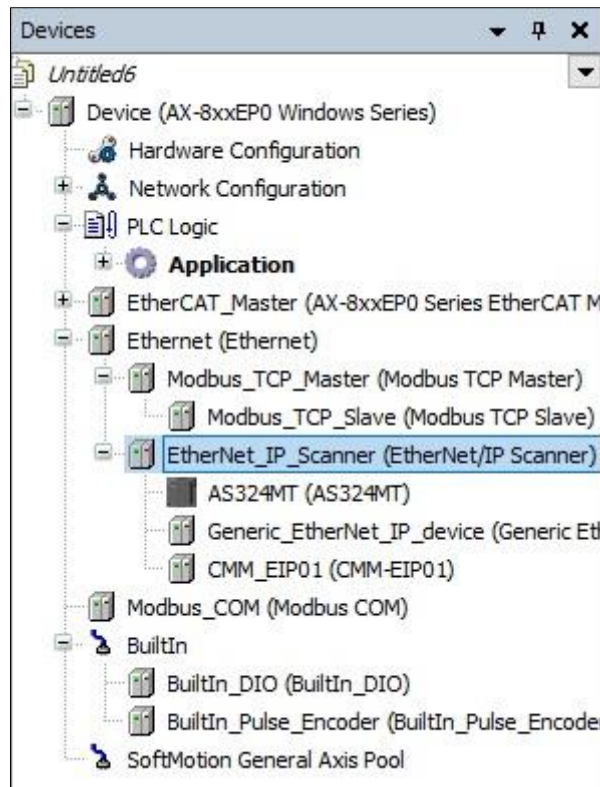 Devices
Untitled6
Device (AX-8xxEP0 Windows Series)
Hardware Configuration
Network Configuration
PLC Logic
Application
EtherCAT_Master (AX-8xxEP0 Series EtherCAT M
Ethernet (Ethernet)
Modbus_TCP_Master (Modbus TCP Master)
Modbus_TCP_Slave (Modbus TCP Slave)
EtherNet_IP_Scanner (EtherNet/IP Scanner)
AS324MT (AS324MT)
Generic_EtherNet_IP_device (Generic Eth
CMM_EIP01 (CMM-EIP01)
Modbus_COM (Modbus COM)
BuiltIn
BuiltIn_DIO (BuiltIn_DIO)
BuiltIn_Pulse_Encoder (BuiltIn_Pulse_Encode
SoftMotion General Axis Pool